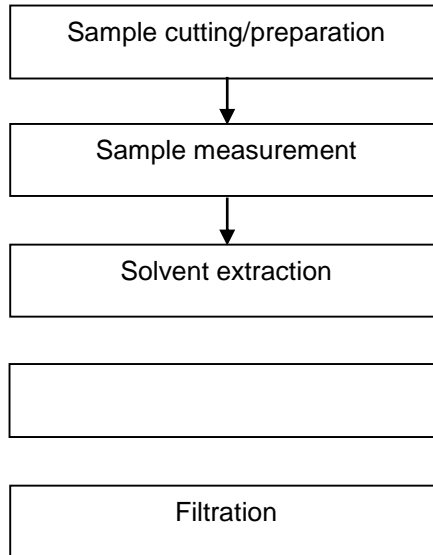 Sample cutting/preparation
Sample measurement
Solvent extraction
Filtration